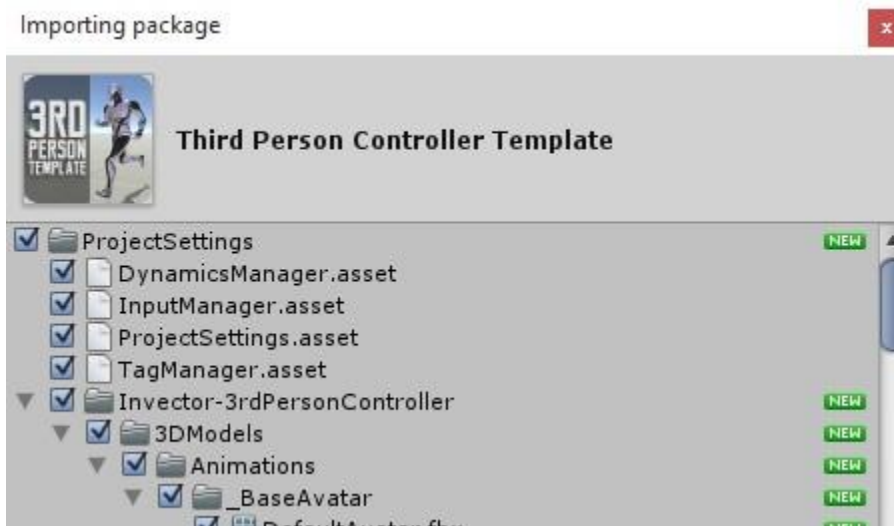 Importing package
x
3RD
PERSON
TEMPLATE
Third Person Controller Template
ProjectSettings NEW
DynamicsManager.asset
InputManager.asset
ProjectSettings.asset
TagManager.asset
Invector-3rdPersonController NEW
3DModels NEW
Animations NEW
_BaseAvatar NEW